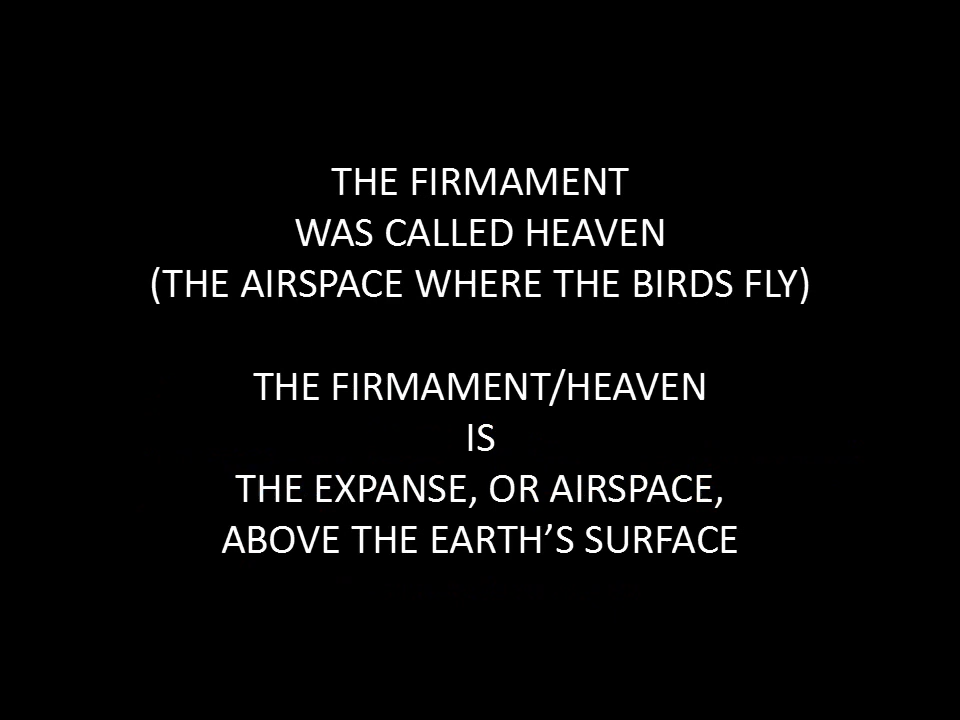 THE FIRMAMENT
WAS CALLED HEAVEN
(THE AIRSPACE WHERE THE BIRDS FLY)
THE FIRMAMENT/HEAVEN
IS
THE EXPANSE, OR AIRSPACE,
ABOVE THE EARTH’S SURFACE